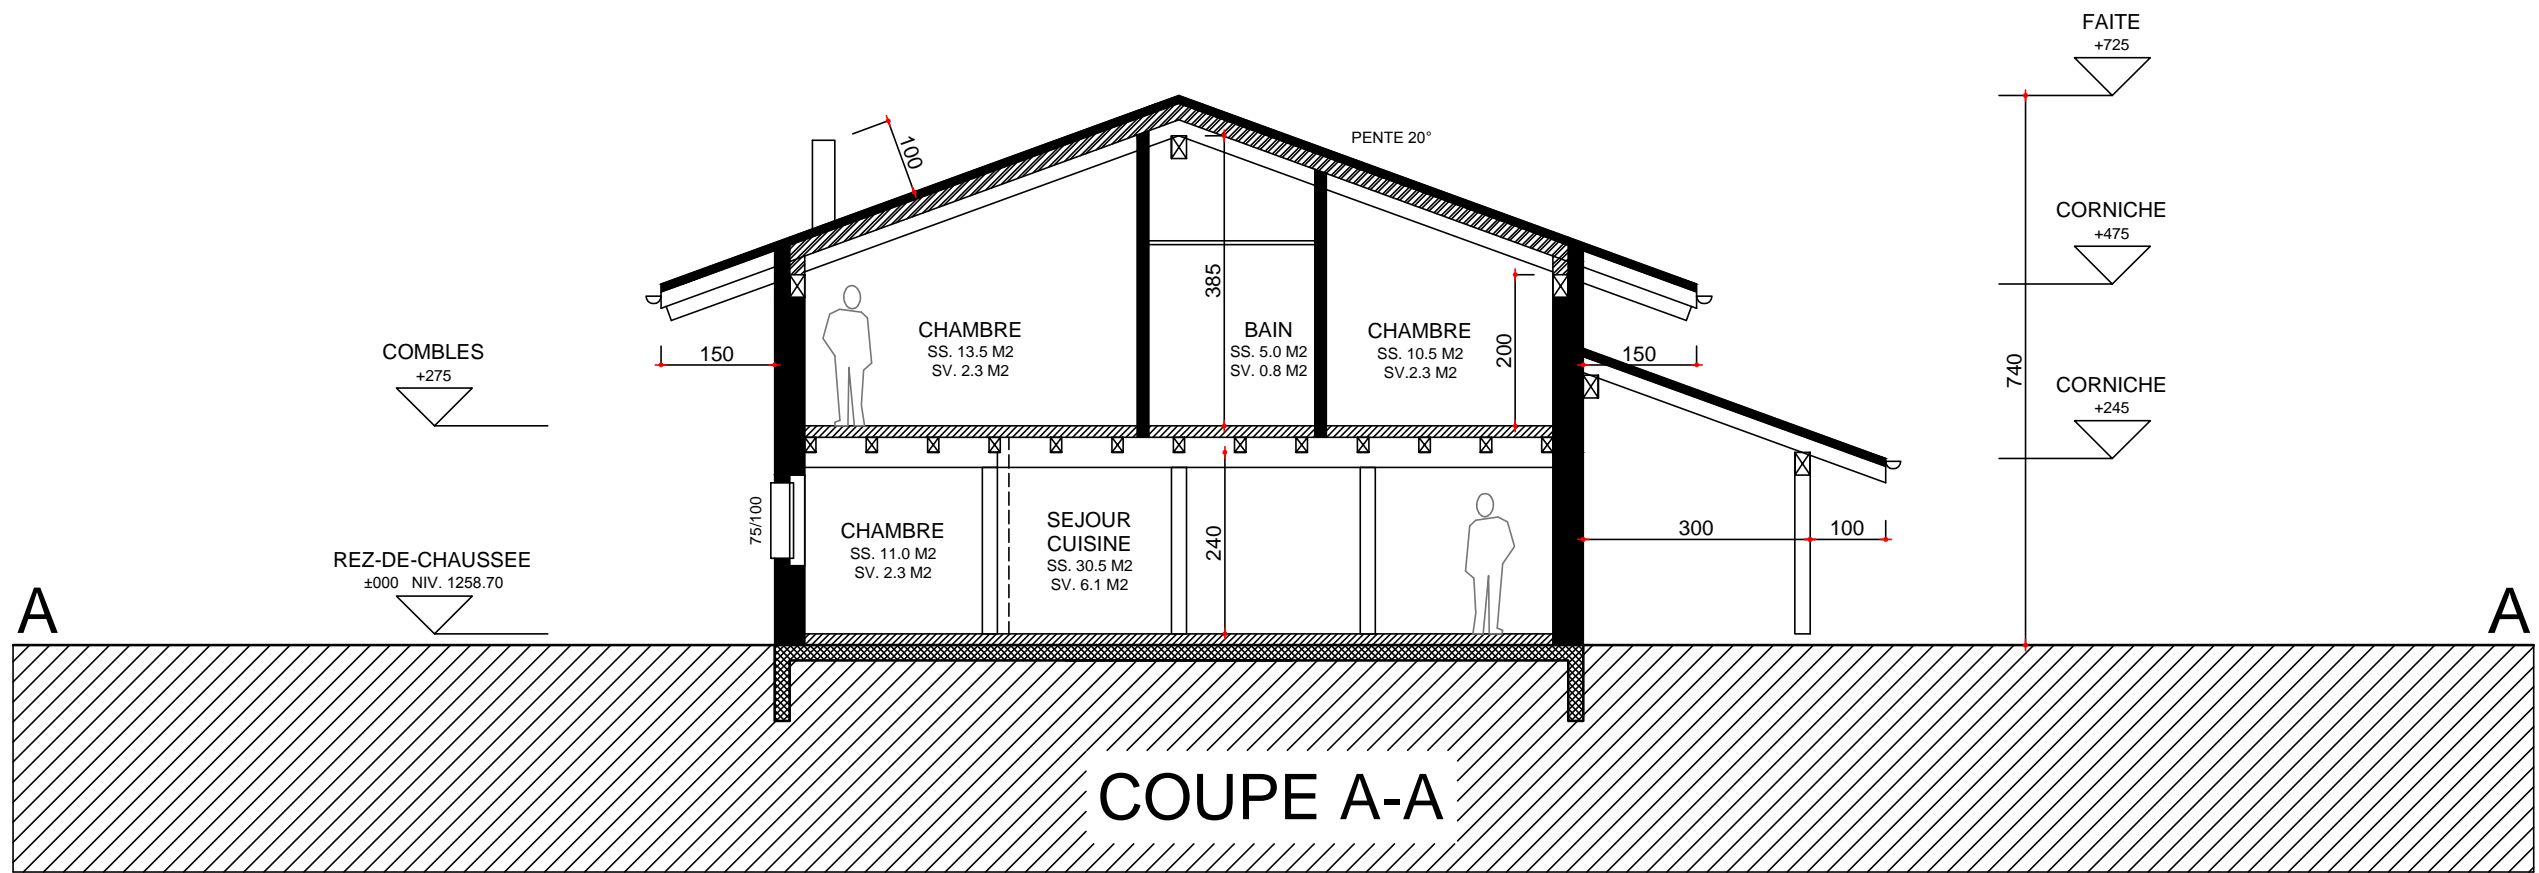 FAITE
+725
100
PENTE 20°
CORNICHE
+475
385
CHAMBRE
SS. 13.5 M2
SV. 2.3 M2
BAIN
SS. 5.0 M2
SV. 0.8 M2
CHAMBRE
SS. 10.5 M2
SV.2.3 M2
200
COMBLES
+275
150
150
740
CORNICHE
+245
75/100
CHAMBRE
SS. 11.0 M2
SV. 2.3 M2
SEJOUR
CUISINE
SS. 30.5 M2
SV. 6.1 M2
240
300
100
REZ-DE-CHAUSSEE
±000 NIV. 1258.70
A
A
COUPE A-A